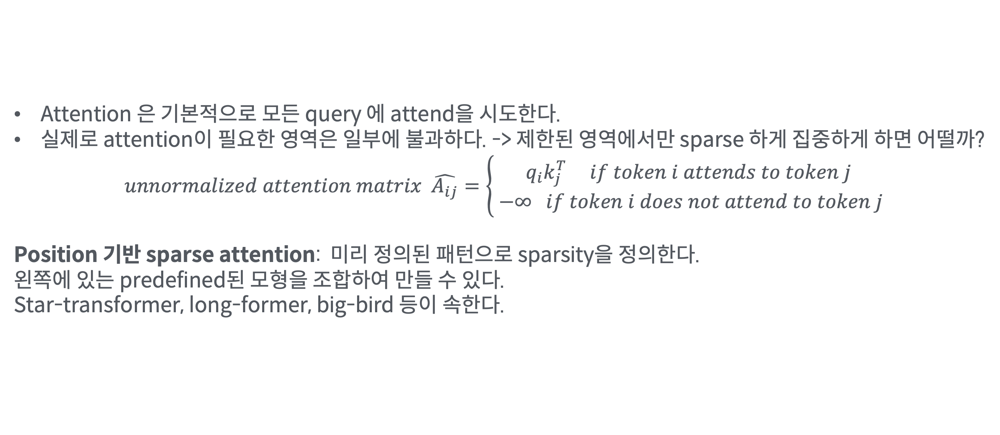 • Attention 은 기본적으로 모든 query 에 attend을 시도한다.
• 실제로 attention이 필요한 영역은 일부에 불과하다. -> 제한된 영역에서만 sparse 하게 집중하게 하면 어떨까?
unnormalized attention matrix $\widehat{A_{ij}} = \begin{cases} q_i k_j^T & if\ token\ i\ attends\ to\ token\ j \\ -\infty & if\ token\ i\ does\ not\ attend\ to\ token\ j \end{cases}$
Position 기반 sparse attention: 미리 정의된 패턴으로 sparsity을 정의한다.
왼쪽에 있는 predefined된 모형을 조합하여 만들 수 있다.
Star-transformer, long-former, big-bird 등이 속한다.